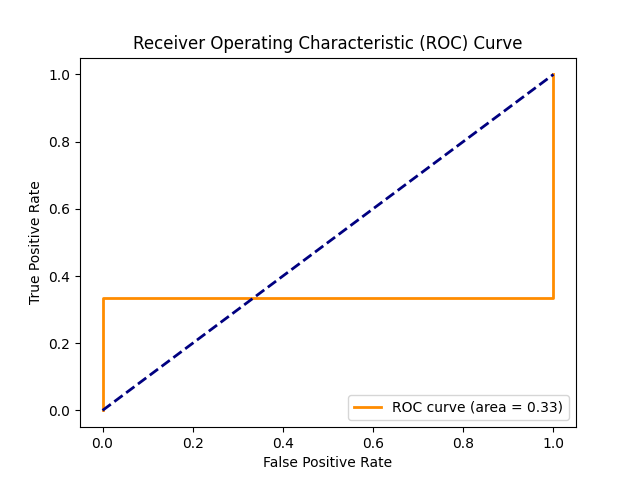 Receiver Operating Characteristic (ROC) Curve
1.0
0.8
0.6
0.4
0.2
0.0
True Positive Rate
ROC curve (area = 0.33)
0.0 0.2 0.4 0.6 0.8 1.0
False Positive Rate